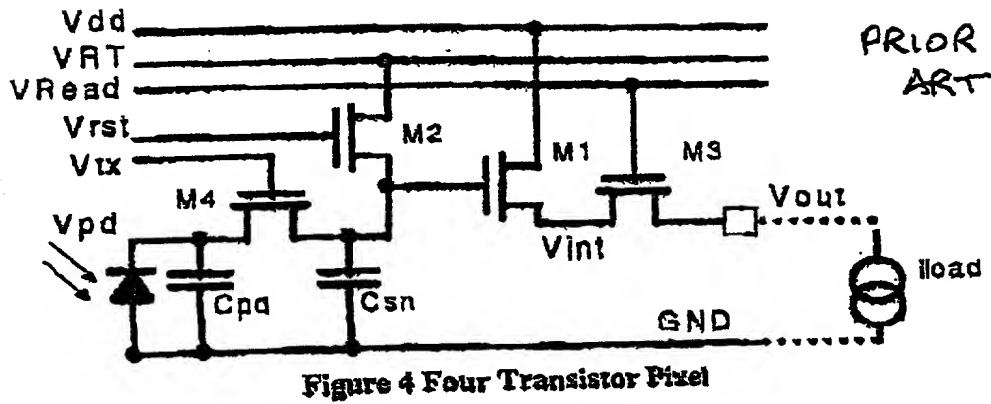 Vdd
VRT
VRead
Vrst
Vtx
PRIOR
ART
M2
M1
M3
M4
Vpd
Vout
Vint
Iload
Cpd
Csn
GND
Figure 4 Four Transistor Pixel